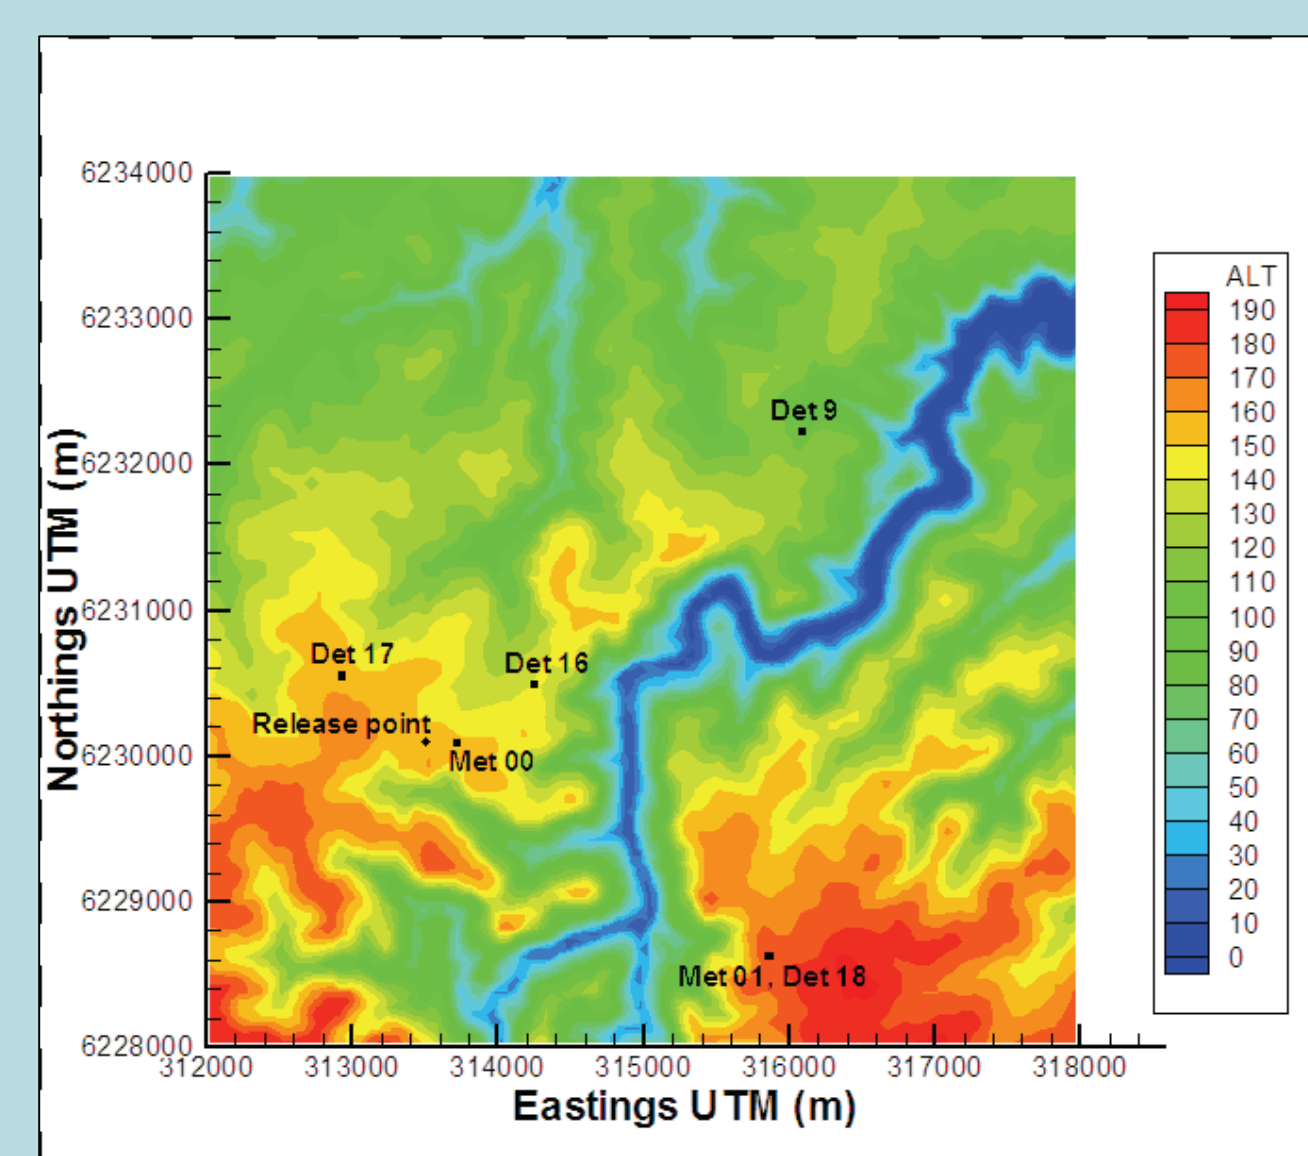 6234000
6233000
6232000
6231000
6230000
6229000
6228000
Northings UTM (m)
312000 313000 314000 315000 316000 317000 318000
Eastings UTM (m)
Det 9
Det 17
Det 16
Release point
Met 00
Met 01, Det 18
ALT
190
180
170
160
150
140
130
120
110
100
90
80
70
60
50
40
30
20
10
0